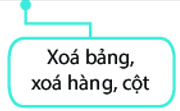 Xoá bảng,
xoá hàng, cột